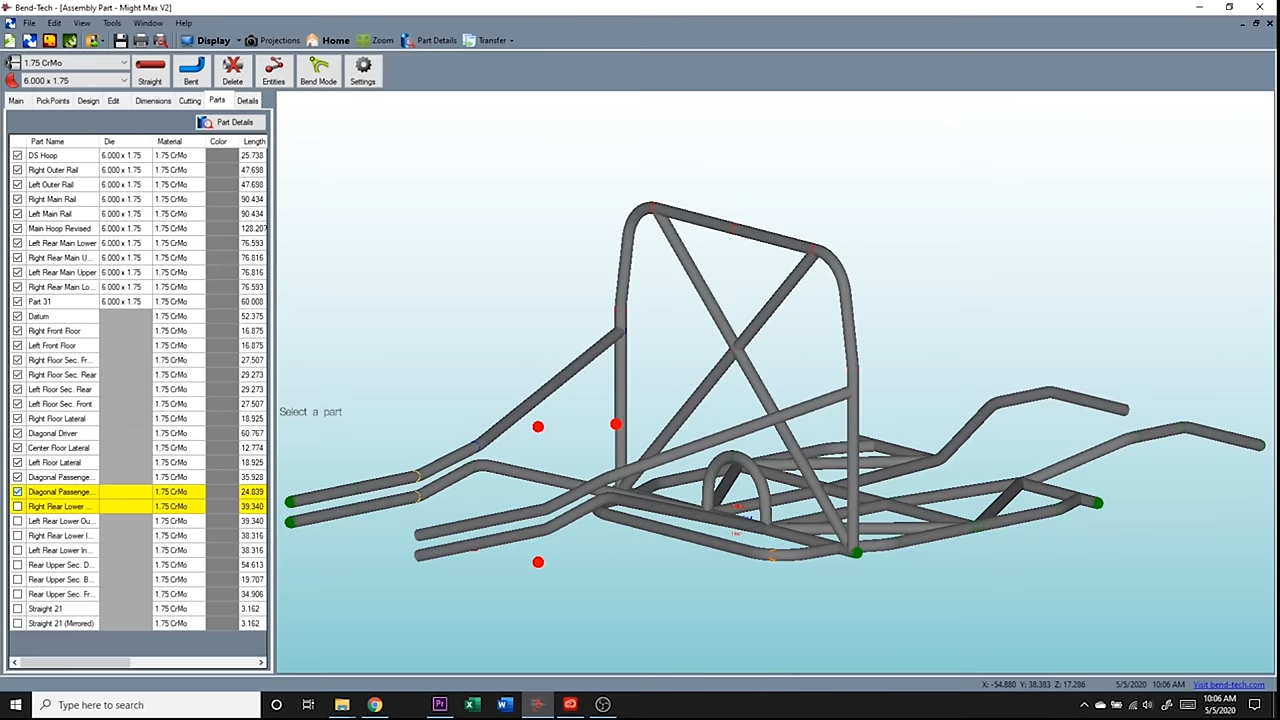 Bend-Tech - [Assembly Part - Might Max V2]
File Edit View Tools Window Help
Display Projections Home Zoom Part Details Transfer
1.75 CrMo
6.000 x 1.75
Straight Bent Delete Entities Bend Mode Settings
Main PickPoints Design Edit Dimensions Cutting Parts Details
Part Details
Part Name Die Material Color Length
DS Hoop 6.000 x 1.75 1.75 CrMo 25.738
Right Outer Rail 6.000 x 1.75 1.75 CrMo 47.698
Left Outer Rail 6.000 x 1.75 1.75 CrMo 47.698
Right Main Rail 6.000 x 1.75 1.75 CrMo 90.434
Left Main Rail 6.000 x 1.75 1.75 CrMo 90.434
Main Hoop Revised 6.000 x 1.75 1.75 CrMo 128.207
Left Rear Main Lower 6.000 x 1.75 1.75 CrMo 76.593
Right Rear Main U... 6.000 x 1.75 1.75 CrMo 76.816
Left Rear Main Upper 6.000 x 1.75 1.75 CrMo 76.816
Right Rear Main Lo... 6.000 x 1.75 1.75 CrMo 76.593
Part 31 6.000 x 1.75 1.75 CrMo 60.008
Datum 1.75 CrMo 52.375
Right Front Floor 1.75 CrMo 16.875
Left Front Floor 1.75 CrMo 16.875
Right Floor Sec. Fr... 1.75 CrMo 27.507
Right Floor Sec. Rear 1.75 CrMo 29.273
Left Floor Sec. Rear 1.75 CrMo 29.273
Left Floor Sec. Front 1.75 CrMo 27.507
Right Floor Lateral 1.75 CrMo 18.925
Diagonal Driver 1.75 CrMo 60.767
Center Floor Lateral 1.75 CrMo 12.774
Left Floor Lateral 1.75 CrMo 18.925
Diagonal Passenge... 1.75 CrMo 35.928
Diagonal Passenge... 1.75 CrMo 24.839
Right Rear Lower ... 1.75 CrMo 39.340
Left Rear Lower Ou... 1.75 CrMo 39.340
Right Rear Lower I... 1.75 CrMo 38.316
Left Rear Lower In... 1.75 CrMo 38.316
Rear Upper Sec. D... 1.75 CrMo 54.613
Rear Upper Sec. B... 1.75 CrMo 19.707
Rear Upper Sec. Fr... 1.75 CrMo 34.906
Straight 21 1.75 CrMo 3.162
Straight 21 (Mirrored) 1.75 CrMo 3.162
Select a part
X: -54.880 Y: 38.383 Z: 17.286 5/5/2020 10:06 AM Visit bend-tech.com
Type here to search
10:06 AM
5/5/2020